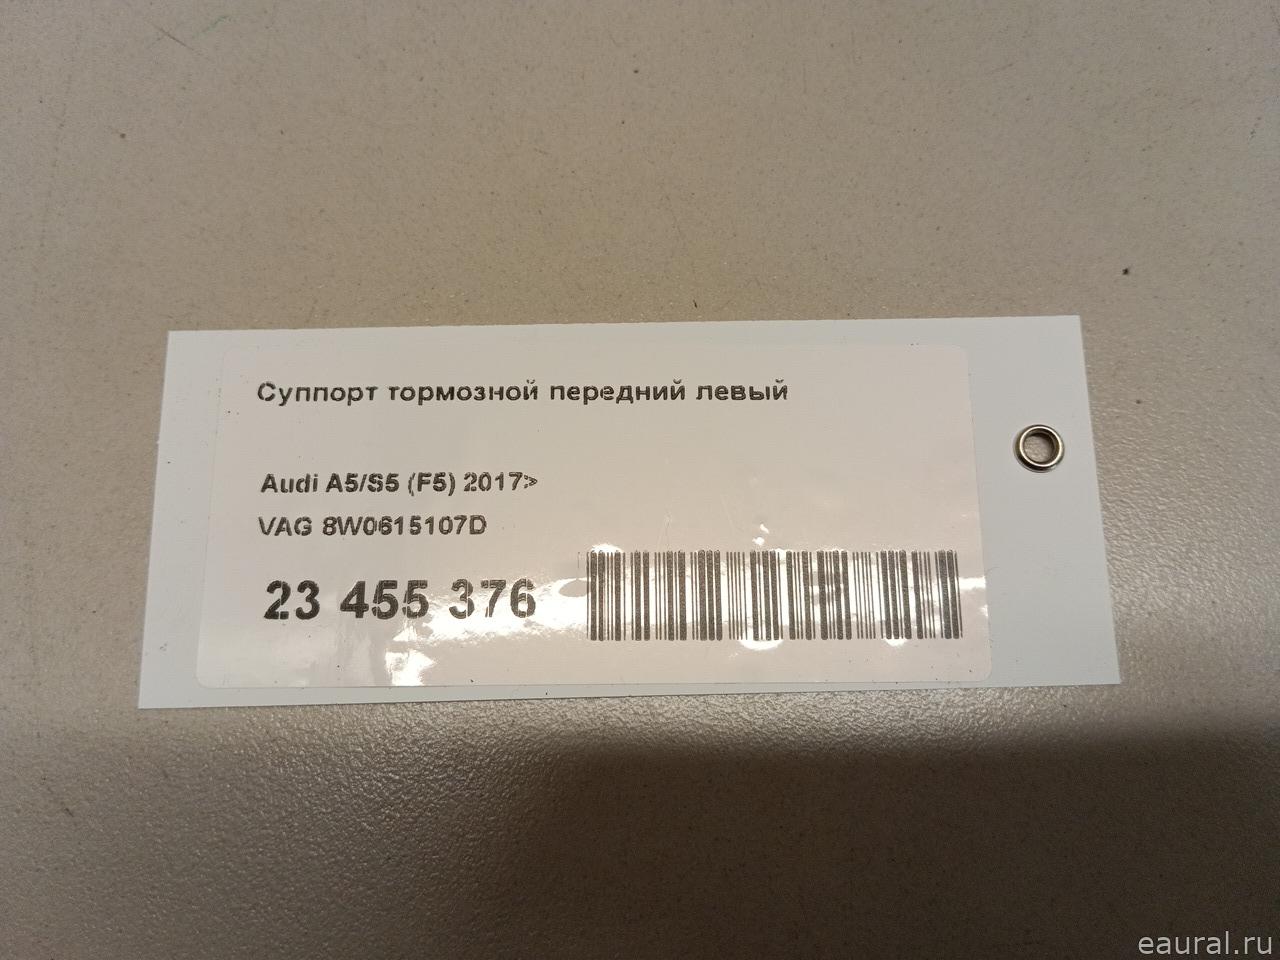 Суппорт тормозной передний левый
Audi A5/S5 (F5) 2017>
VAG 8W0615107D
23 455 376
eaural.ru